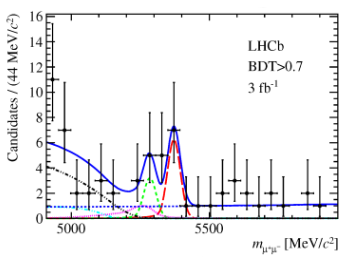 Candidates / (44 MeV/c²)
16
14
12
10
8
6
4
2
0
LHCb
BDT>0.7
3 fb⁻¹
5000 5500
m_{μ⁺μ⁻} [MeV/c²]